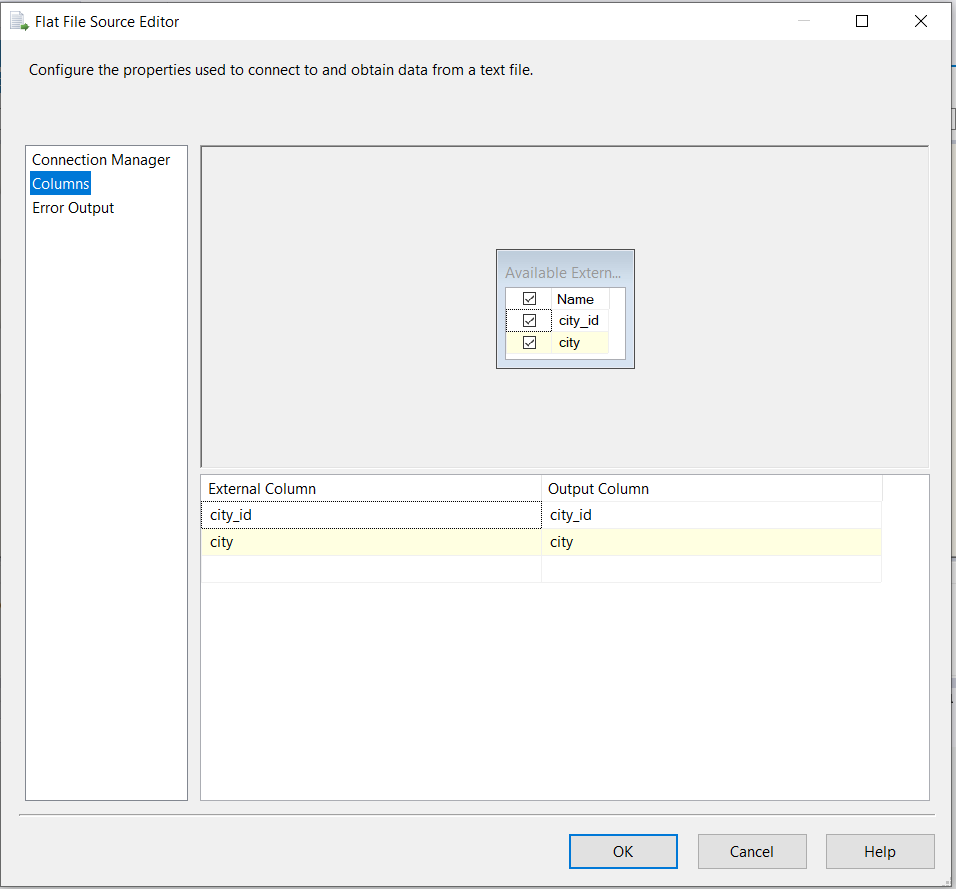 Flat File Source Editor
Configure the properties used to connect to and obtain data from a text file.
Connection Manager
Columns
Error Output
Available Extern...
Name
city_id
city
External Column Output Column
city_id city_id
city city
OK Cancel Help